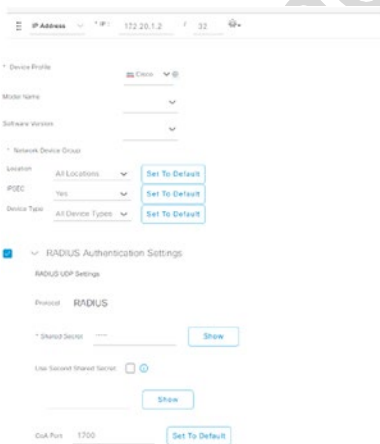 IP Address * IP : 172.20.1.2 / 32
* Device Profile
Cisco
Model Name
Software Version
* Network Device Group
Location All Locations Set To Default
IPSEC Yes Set To Default
Device Type All Device Types Set To Default
RADIUS Authentication Settings
RADIUS UDP Settings
Protocol RADIUS
* Shared Secret Show
Use Second Shared Secret
Show
CoA Port 1700 Set To Default